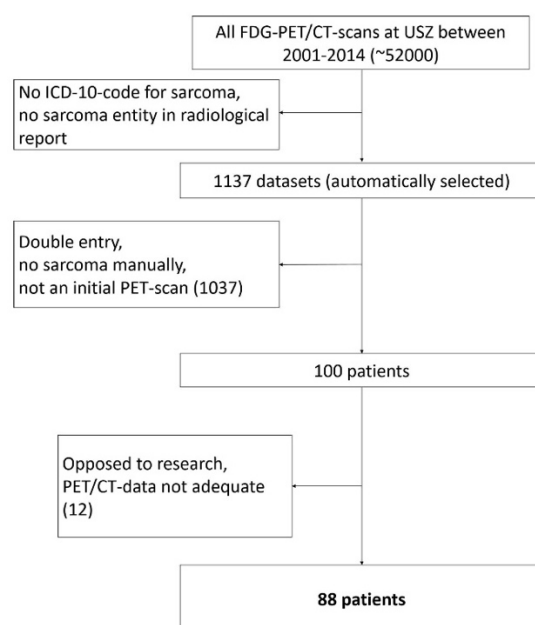 All FDG-PET/CT-scans at USZ between
2001-2014 (~52000)
No ICD-10-code for sarcoma,
no sarcoma entity in radiological
report
1137 datasets (automatically selected)
Double entry,
no sarcoma manually,
not an initial PET-scan (1037)
100 patients
Opposed to research,
PET/CT-data not adequate
(12)
88 patients